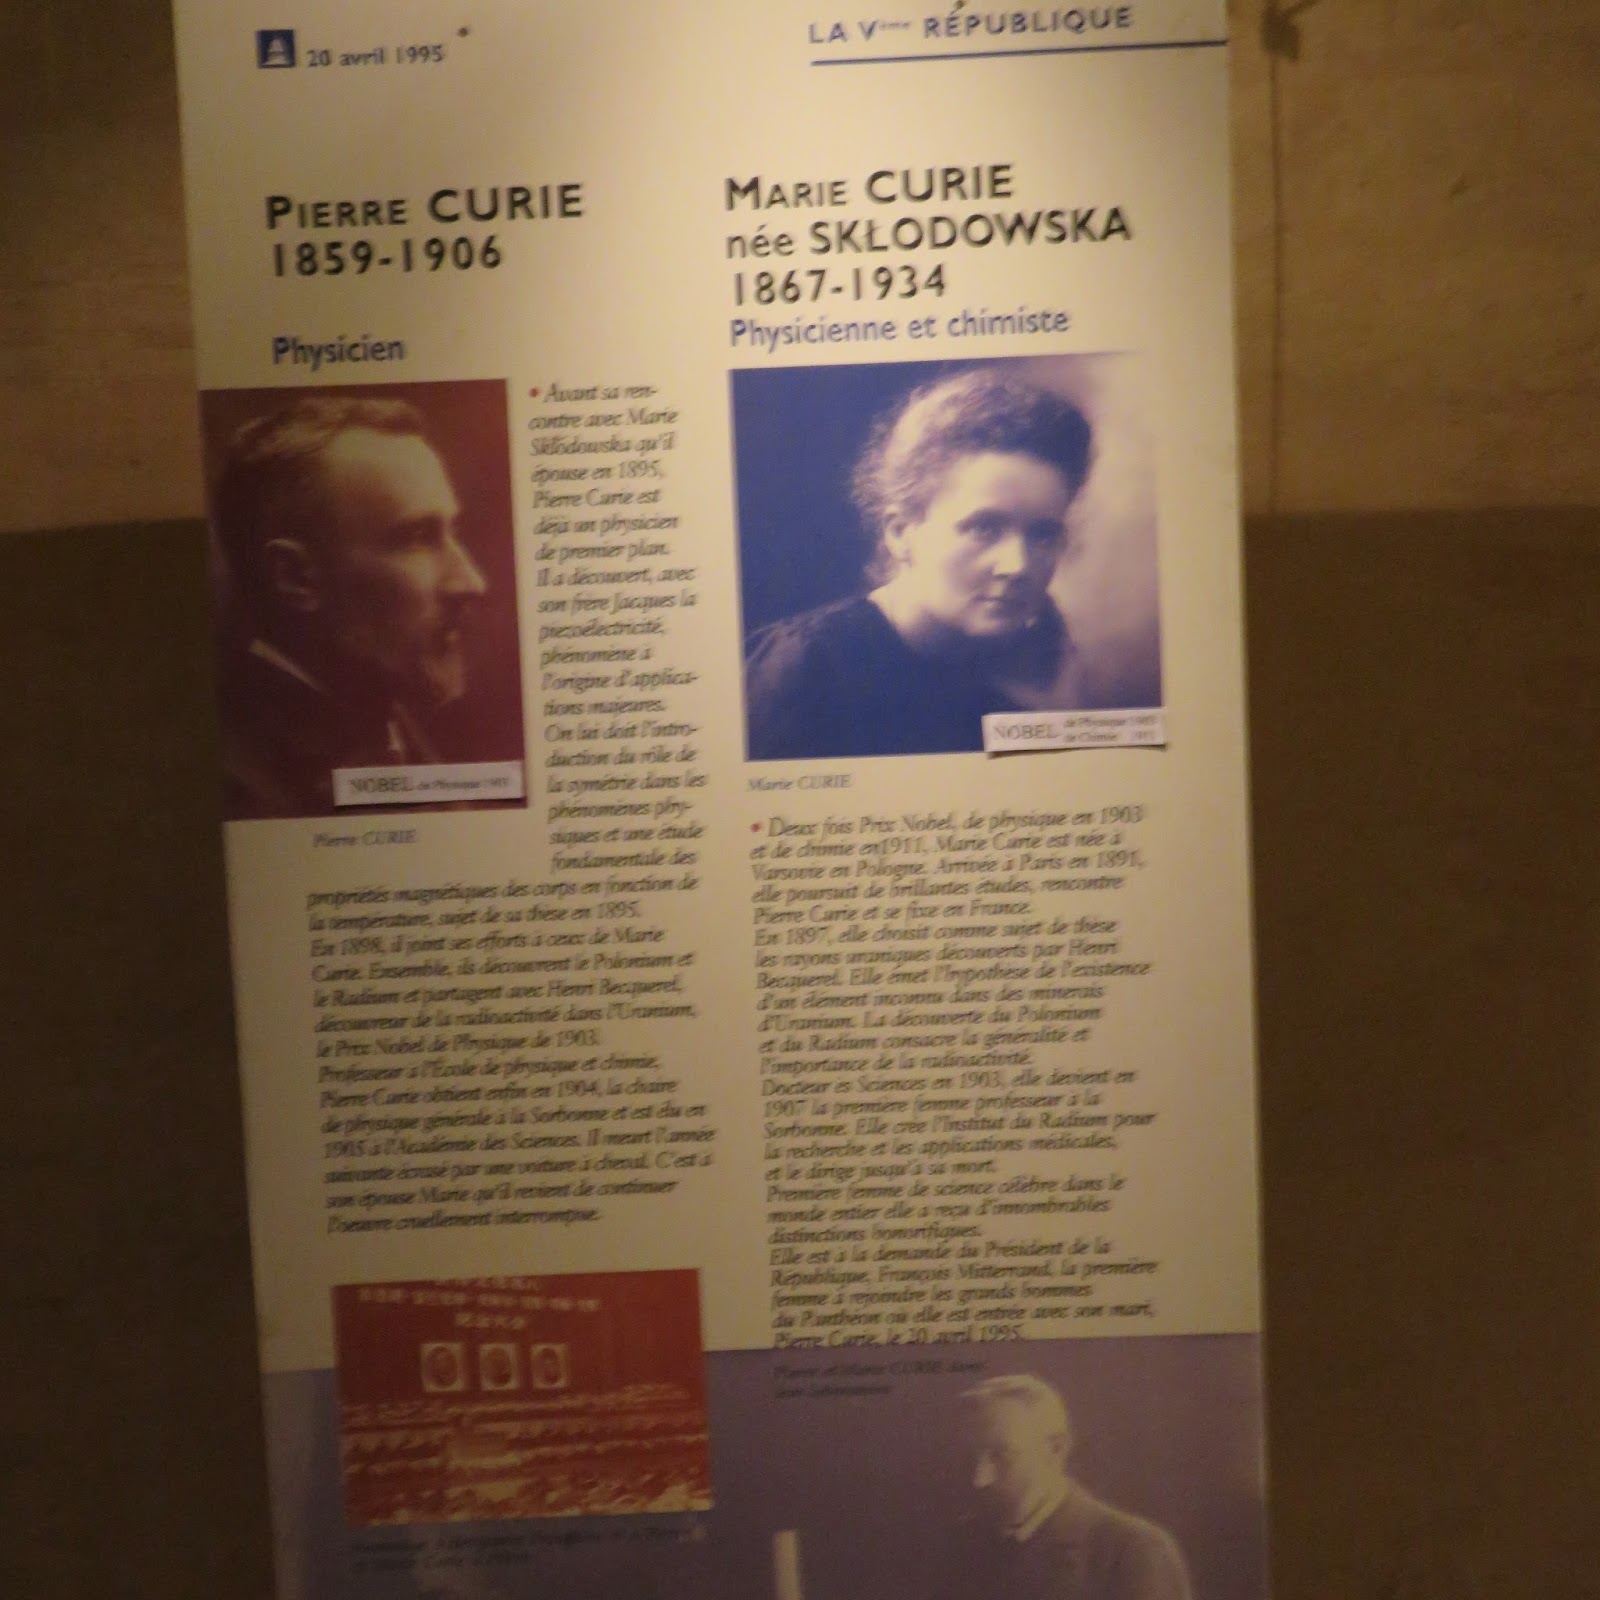 20 avril 1995
LA Vème RÉPUBLIQUE
PIERRE CURIE
1859-1906
Physicien
• Avant sa ren-
contre avec Marie
Skłodowska qu'il
épouse en 1895,
Pierre Curie est
déjà un physicien
de premier plan.
Il a découvert, avec
son frère Jacques la
piezoélectricité,
phénomène à
l'origine d'applica-
tions majeures.
On lui doit l'intro-
duction du rôle de
la symétrie dans les
phénomènes phy-
siques et une étude
fondamentale des
propriétés magnétiques des corps en fonction de
la température, sujet de sa thèse en 1895.
En 1898, il joint ses efforts à ceux de Marie
Curie. Ensemble, ils découvrent le Polonium et
le Radium et partagent avec Henri Becquerel,
découvreur de la radioactivité dans l'Uranium,
le Prix Nobel de Physique de 1903.
Professeur à l'École de physique et chimie,
Pierre Curie obtient enfin en 1904, la chaire
de physique générale à la Sorbonne et est élu en
1905 à l'Académie des Sciences. Il meurt l'année
suivante écrasé par une voiture à cheval. C'est à
son épouse Marie qu'il revient de continuer
l'oeuvre cruellement interrompue.
NOBEL de Physique 1903
Pierre CURIE
MARIE CURIE
née SKŁODOWSKA
1867-1934
Physicienne et chimiste
NOBEL de Physique 1903
de Chimie 1911
Marie CURIE
• Deux fois Prix Nobel, de physique en 1903
et de chimie en1911, Marie Curie est née à
Varsovie en Pologne. Arrivée à Paris en 1891,
elle poursuit de brillantes études, rencontre
Pierre Curie et se fixe en France.
En 1897, elle choisit comme sujet de thèse
les rayons uraniques découverts par Henri
Becquerel. Elle émet l'hypothèse de l'existence
d'un élément inconnu dans des minerais
d'Uranium. La découverte du Polonium
et du Radium consacre la généralité et
l'importance de la radioactivité.
Docteur ès Sciences en 1903, elle devient en
1907 la première femme professeur à la
Sorbonne. Elle crée l'Institut du Radium pour
la recherche et les applications médicales,
et le dirige jusqu'à sa mort.
Première femme de science célèbre dans le
monde entier elle a reçu d'innombrables
distinctions honorifiques.
Elle est à la demande du Président de la
République, François Mitterrand, la première
femme à rejoindre les grands hommes
du Panthéon où elle est entrée avec son mari,
Pierre Curie, le 20 avril 1995.
Pierre et Marie CURIE dans
leur laboratoire